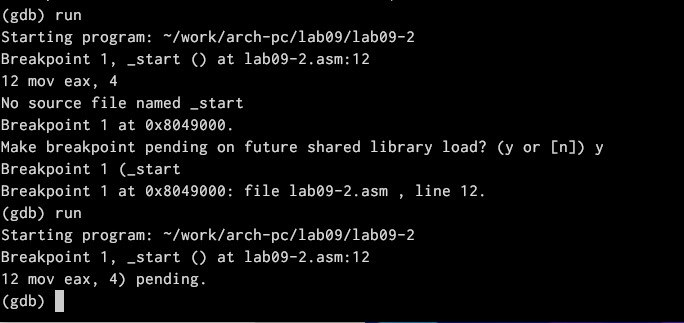 (gdb) run
Starting program: ~/work/arch-pc/lab09/lab09-2
Breakpoint 1, _start () at lab09-2.asm:12
12 mov eax, 4
No source file named _start
Breakpoint 1 at 0x8049000.
Make breakpoint pending on future shared library load? (y or [n]) y
Breakpoint 1 (_start
Breakpoint 1 at 0x8049000: file lab09-2.asm , line 12.
(gdb) run
Starting program: ~/work/arch-pc/lab09/lab09-2
Breakpoint 1, _start () at lab09-2.asm:12
12 mov eax, 4) pending.
(gdb)